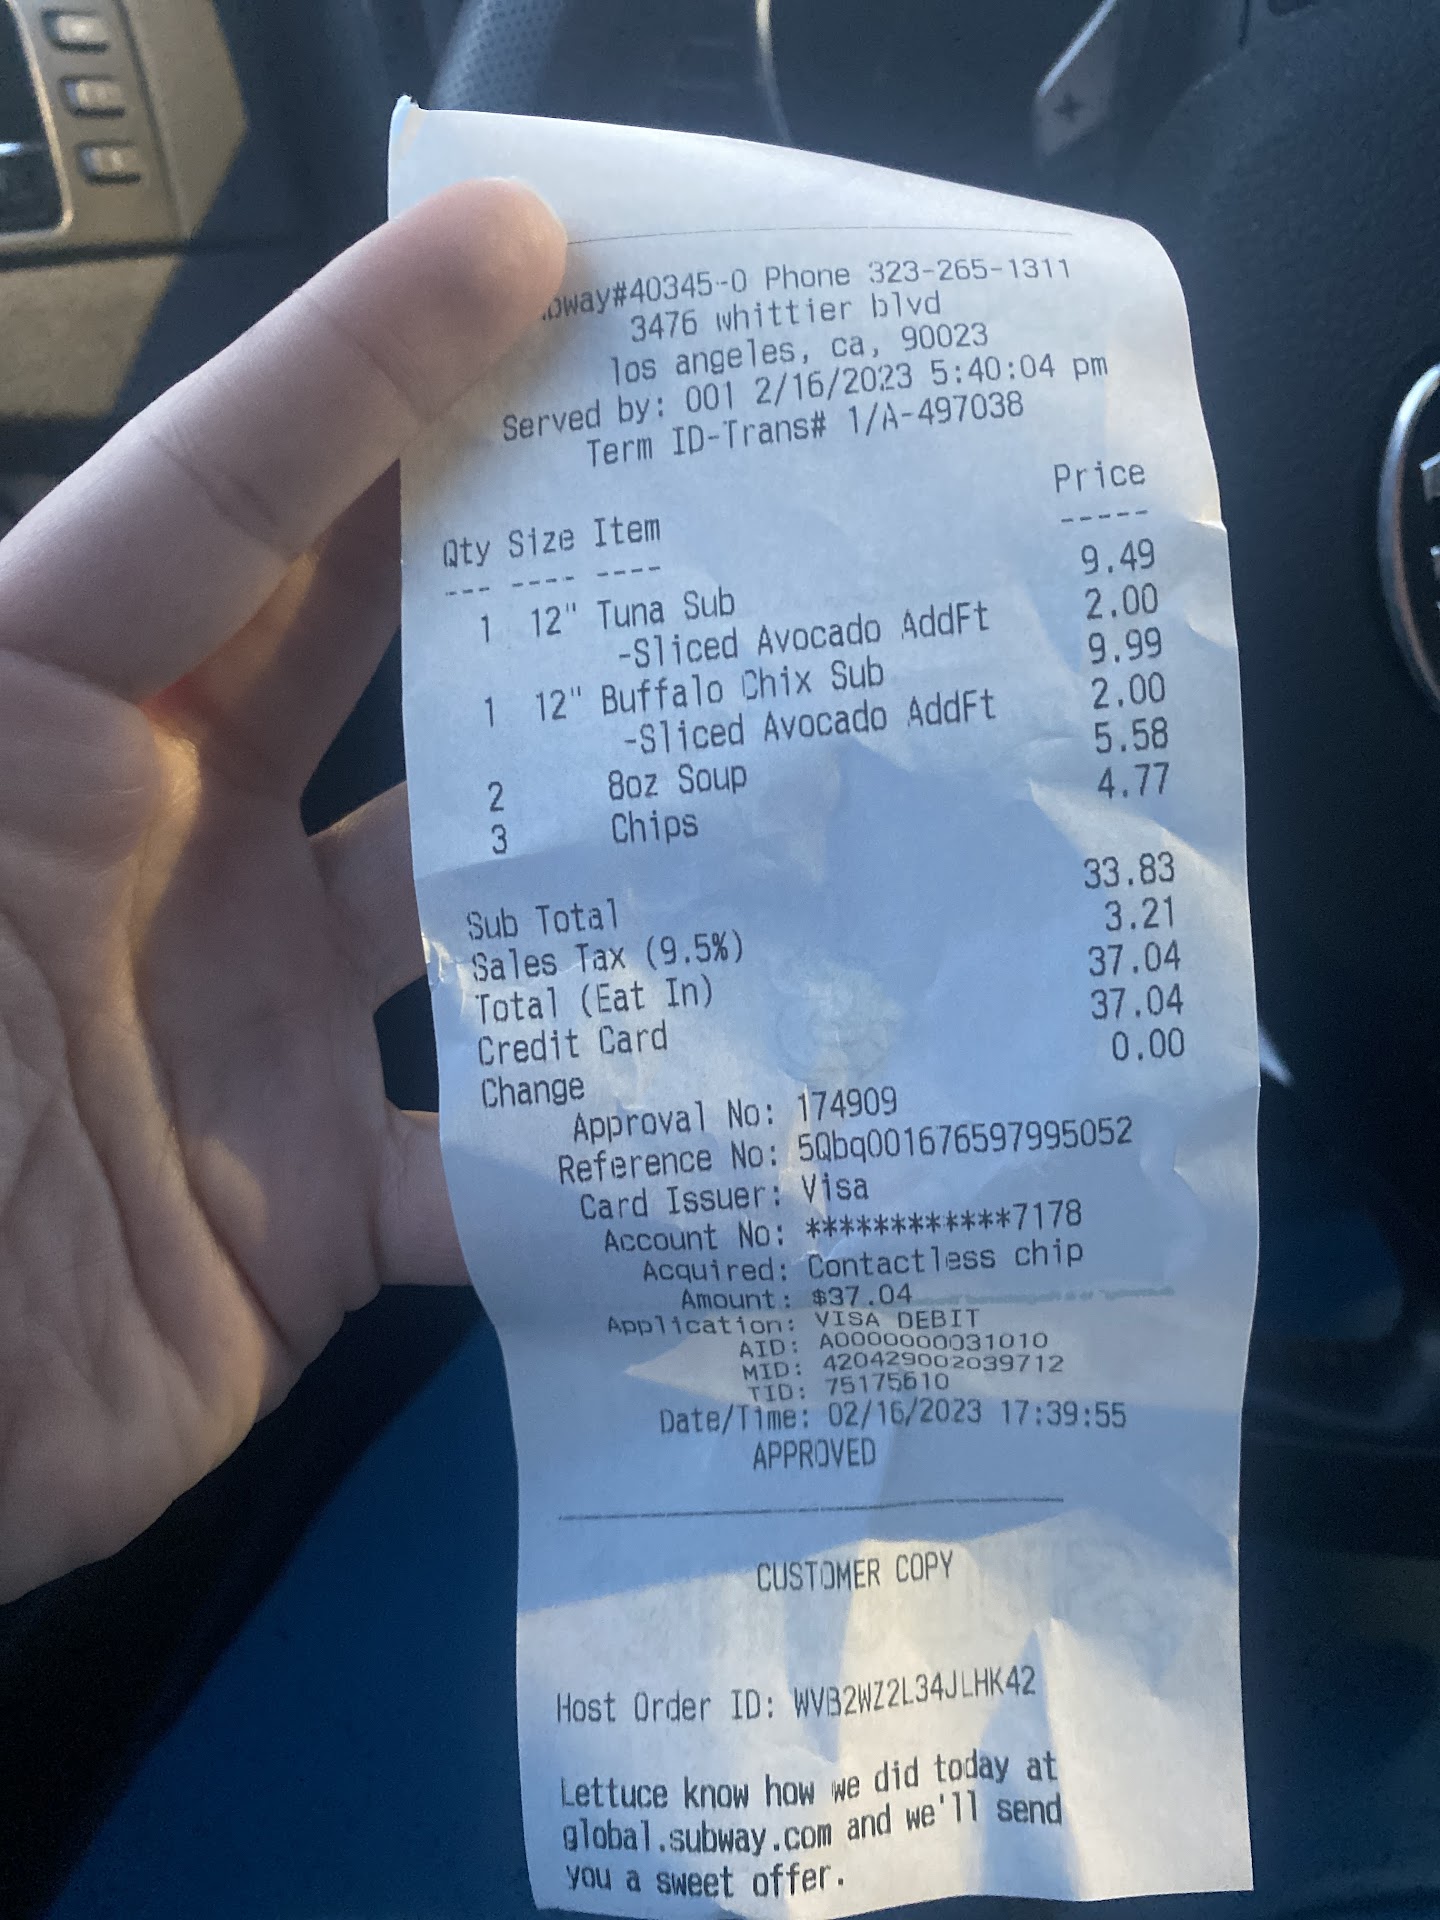 #40345-0 Phone 323-265-1311
3476 whittier blvd
los angeles, ca, 90023
Served by: 001 2/16/2023 5:40:04 pm
Term ID-Trans# 1/A-497038
Qty Size Item Price
--- ---- ---- -----
1 12" Tuna Sub 9.49
-Sliced Avocado AddFt 2.00
1 12" Buffalo Chix Sub 9.99
-Sliced Avocado AddFt 2.00
2 8oz Soup 5.58
3 Chips 4.77
Sub Total 33.83
Sales Tax (9.5%) 3.21
Total (Eat In) 37.04
Credit Card 37.04
Change 0.00
Approval No: 174909
Reference No: 5Qbq001676597995052
Card Issuer: Visa
Account No: ************7178
Acquired: Contactless chip
Amount: $37.04
Application: VISA DEBIT
AID: A0000000031010
MID: 420429002039712
TID: 75175610
Date/Time: 02/16/2023 17:39:55
APPROVED
CUSTOMER COPY
Host Order ID: WVB2WZ2L34JLHK42
Lettuce know how we did today at
global.subway.com and we'll send
you a sweet offer.